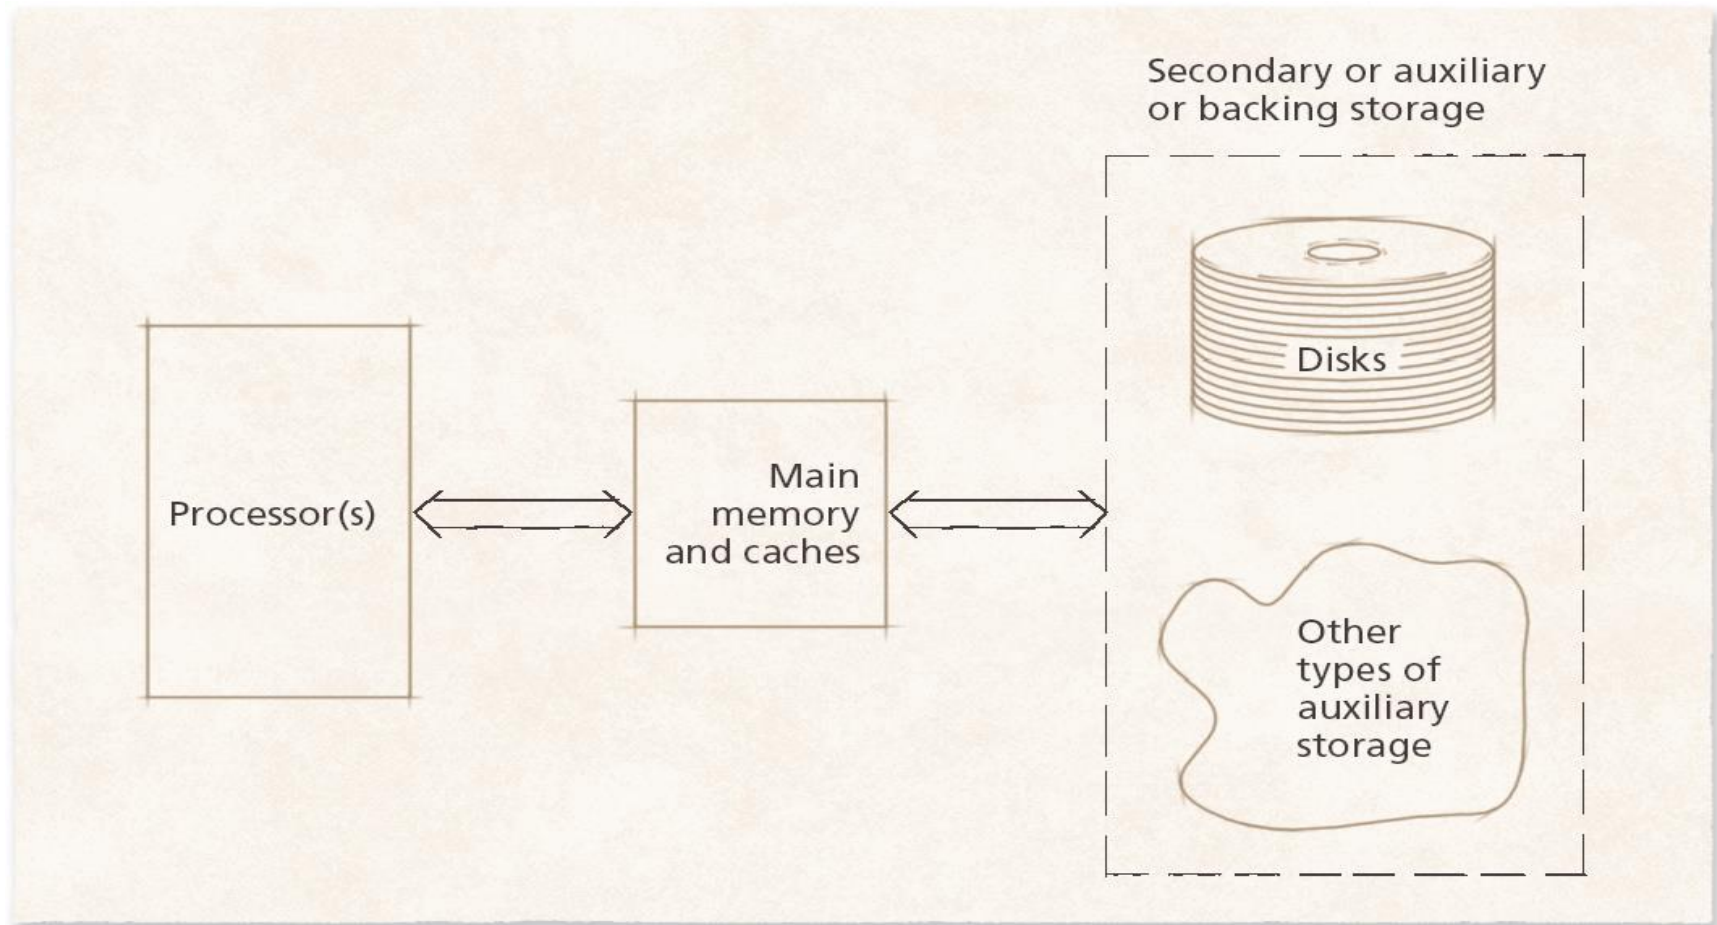 Secondary or auxiliary
or backing storage
Disks
Processor(s)
Main
memory
and caches
Other
types of
auxiliary
storage